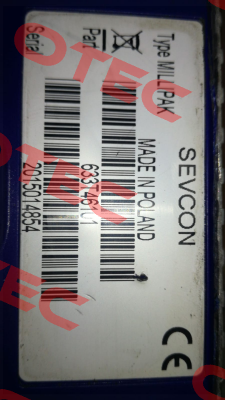 SEVCON
Type MILLIPAK
MADE IN POLAND
CE
Part
633T46101
Serial
2015014854